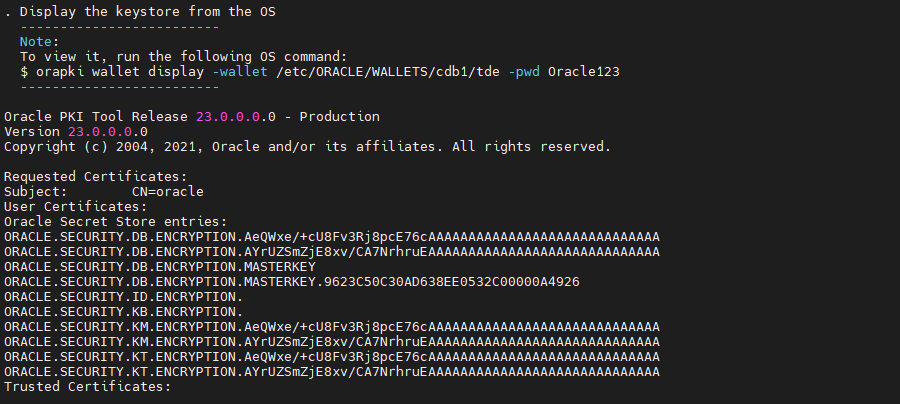 . Display the keystore from the OS
-------------------------
Note:
To view it, run the following OS command:
$ orapki wallet display -wallet /etc/ORACLE/WALLETS/cdb1/tde -pwd Oracle123
-------------------------
Oracle PKI Tool Release 23.0.0.0.0 - Production
Version 23.0.0.0.0
Copyright (c) 2004, 2021, Oracle and/or its affiliates. All rights reserved.
Requested Certificates:
Subject:        CN=oracle
User Certificates:
Oracle Secret Store entries:
ORACLE.SECURITY.DB.ENCRYPTION.AeQWxe/+cU8Fv3Rj8pcE76cAAAAAAAAAAAAAAAAAAAAAAAAAAAAA
ORACLE.SECURITY.DB.ENCRYPTION.AYrUZSmZjE8xv/CA7NrhruEAAAAAAAAAAAAAAAAAAAAAAAAAAAAA
ORACLE.SECURITY.DB.ENCRYPTION.MASTERKEY
ORACLE.SECURITY.DB.ENCRYPTION.MASTERKEY.9623C50C30AD638EE0532C00000A4926
ORACLE.SECURITY.ID.ENCRYPTION.
ORACLE.SECURITY.KB.ENCRYPTION.
ORACLE.SECURITY.KM.ENCRYPTION.AeQWxe/+cU8Fv3Rj8pcE76cAAAAAAAAAAAAAAAAAAAAAAAAAAAAA
ORACLE.SECURITY.KM.ENCRYPTION.AYrUZSmZjE8xv/CA7NrhruEAAAAAAAAAAAAAAAAAAAAAAAAAAAAA
ORACLE.SECURITY.KT.ENCRYPTION.AeQWxe/+cU8Fv3Rj8pcE76cAAAAAAAAAAAAAAAAAAAAAAAAAAAAA
ORACLE.SECURITY.KT.ENCRYPTION.AYrUZSmZjE8xv/CA7NrhruEAAAAAAAAAAAAAAAAAAAAAAAAAAAAA
Trusted Certificates: